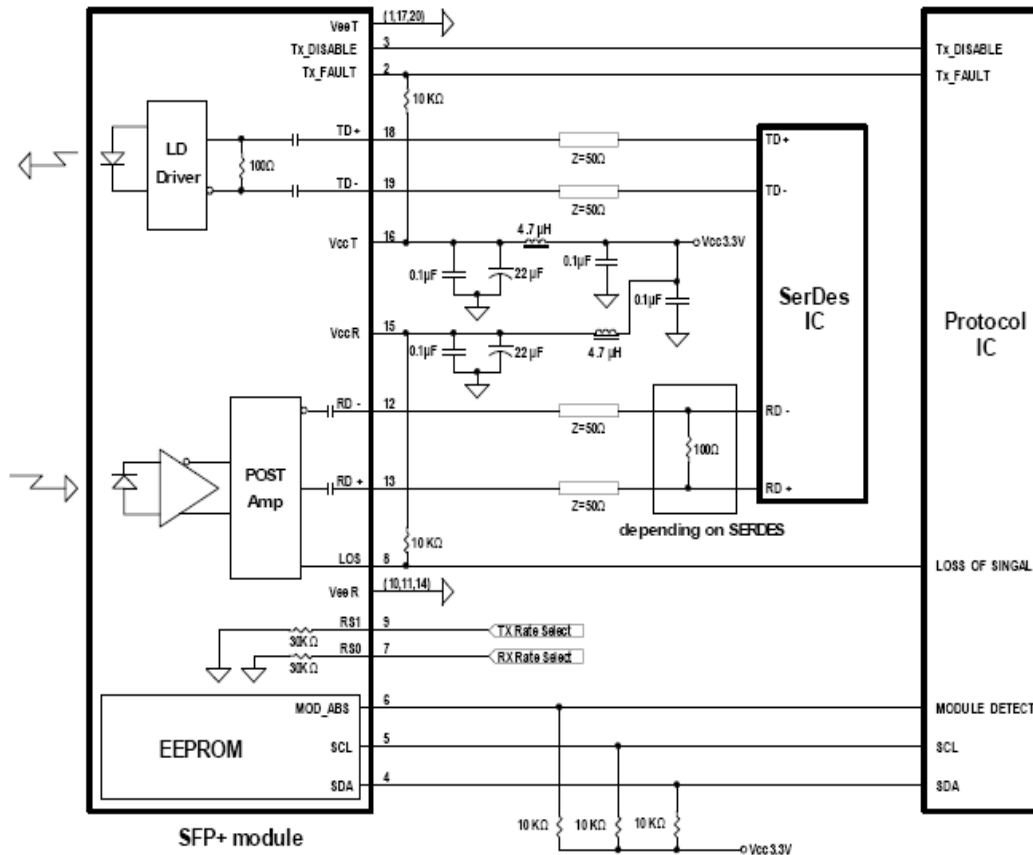 VeeT
(1,17,20)
Tx_DISABLE
3
Tx_DISABLE
Tx_FAULT
2
Tx_FAULT
10 KΩ
LD
Driver
100Ω
TD+
18
Z=50Ω
TD+
TD-
19
Z=50Ω
TD-
VccT
16
4.7 µH
Vcc3.3V
0.1µF
22 µF
0.1µF
0.1µF
SerDes
IC
Protocol
IC
VccR
15
0.1µF
22 µF
4.7 µH
RD -
12
Z=50Ω
RD -
100Ω
POST
Amp
RD +
13
Z=50Ω
RD +
depending on SERDES
10 KΩ
LOS
8
LOSS OF SINGAL
VeeR
(10,11,14)
RS1
9
TX Rate Select
30KΩ
RS0
7
RX Rate Select
30KΩ
MOD_ABS
6
MODULE DETECT
EEPROM
SCL
5
SCL
SDA
4
SDA
10 KΩ
10 KΩ
10 KΩ
Vcc3.3V
SFP+ module